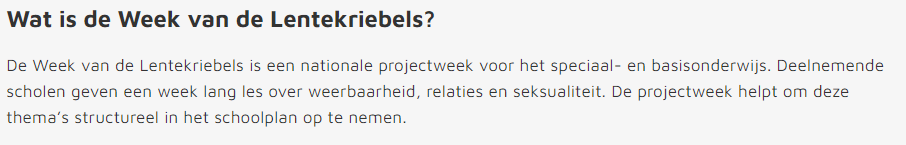 Wat is de Week van de Lentekriebels?
De Week van de Lentekriebels is een nationale projectweek voor het speciaal- en basisonderwijs. Deelnemende
scholen geven een week lang les over weerbaarheid, relaties en seksualiteit. De projectweek helpt om deze
thema’s structureel in het schoolplan op te nemen.